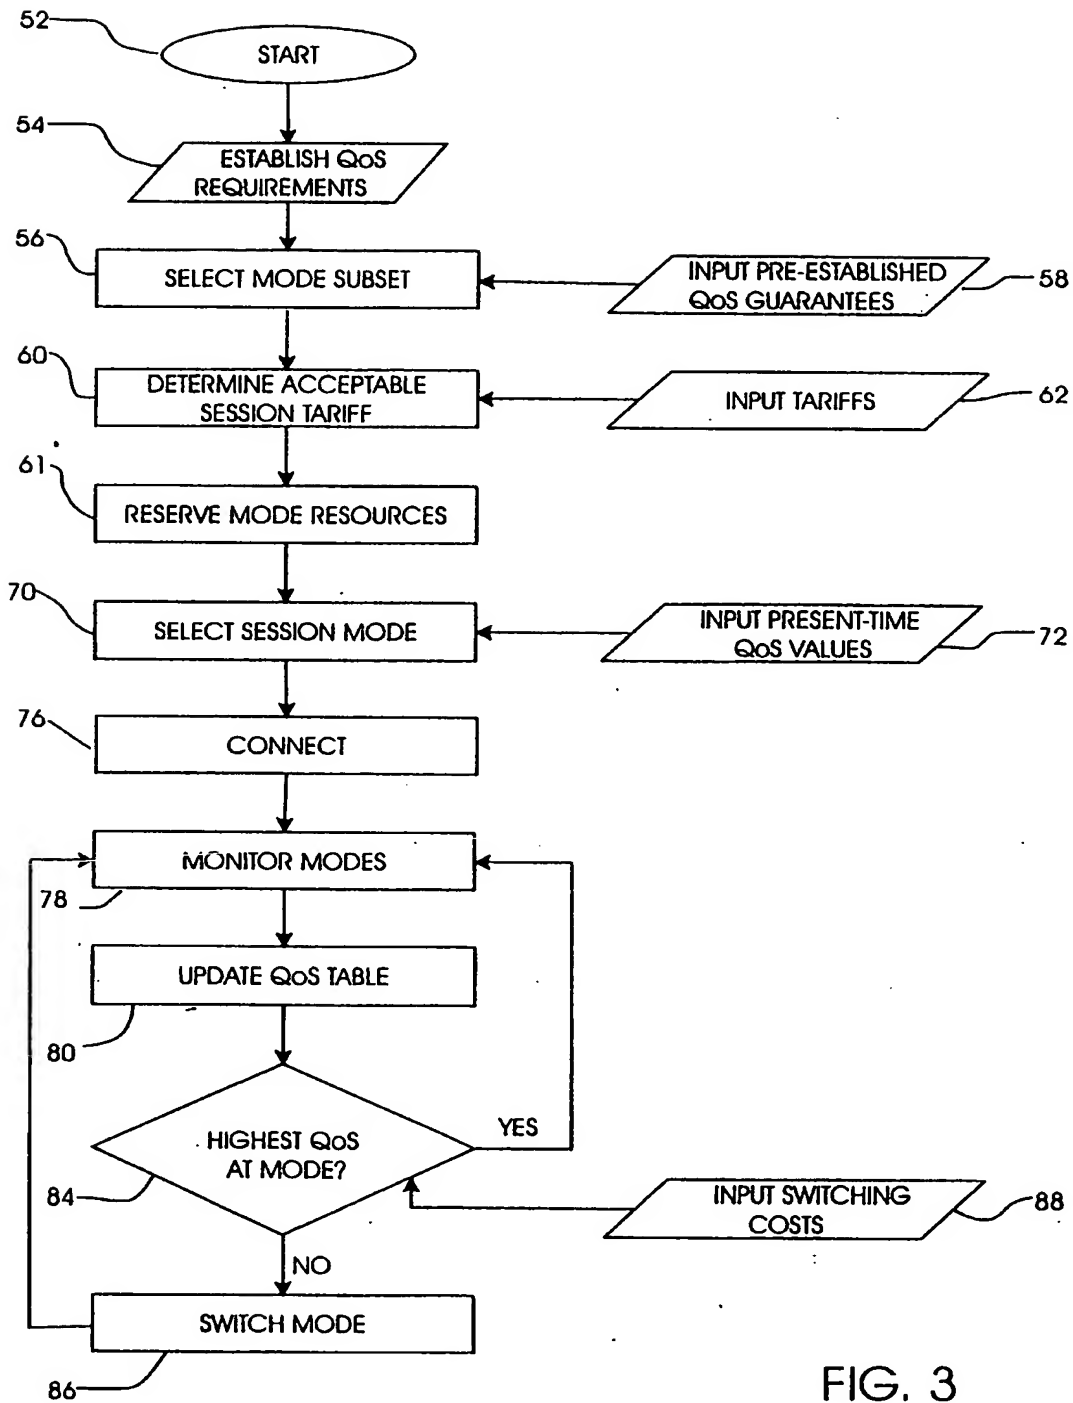 52
START
54
ESTABLISH QoS
REQUIREMENTS
56
SELECT MODE SUBSET
INPUT PRE-ESTABLISHED
QoS GUARANTEES
58
60
DETERMINE ACCEPTABLE
SESSION TARIFF
INPUT TARIFFS
62
61
RESERVE MODE RESOURCES
70
SELECT SESSION MODE
INPUT PRESENT-TIME
QoS VALUES
72
76
CONNECT
MONITOR MODES
78
UPDATE QoS TABLE
80
HIGHEST QoS
AT MODE?
YES
84
INPUT SWITCHING
COSTS
88
NO
SWITCH MODE
86
FIG. 3